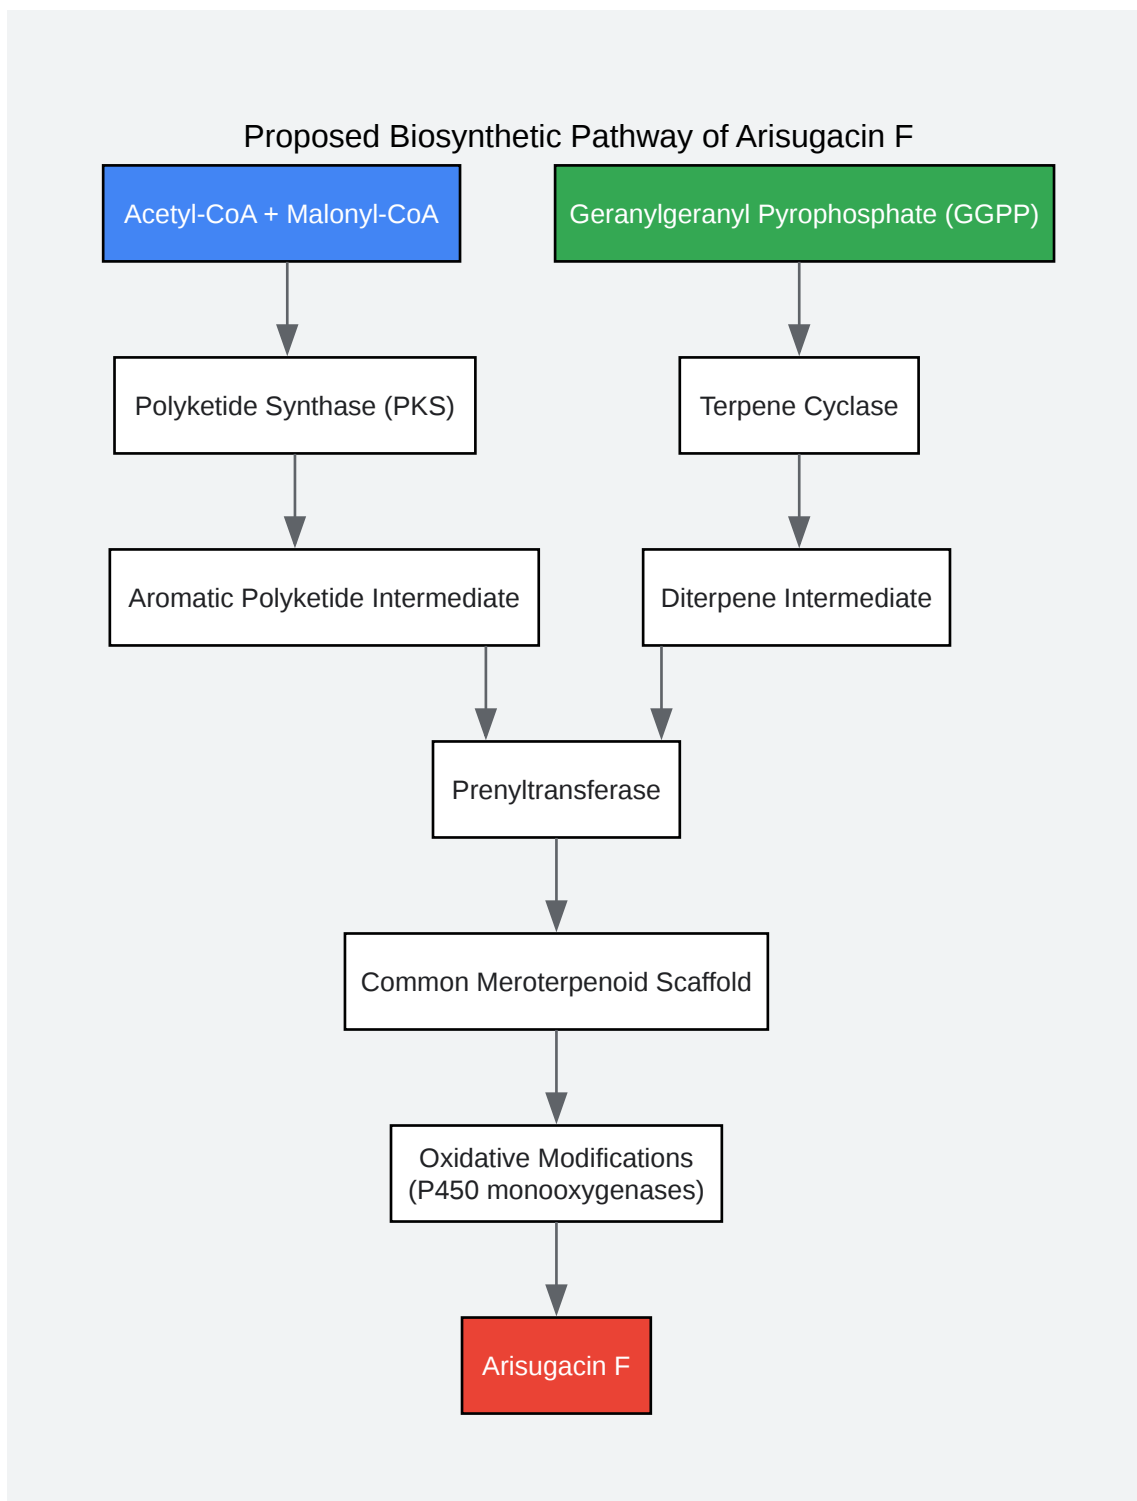 Proposed Biosynthetic Pathway of Arisugacin F
Acetyl-CoA + Malonyl-CoA
Geranylgeranyl Pyrophosphate (GGPP)
Polyketide Synthase (PKS)
Terpene Cyclase
Aromatic Polyketide Intermediate
Diterpene Intermediate
Prenyltransferase
Common Meroterpenoid Scaffold
Oxidative Modifications
(P450 monooxygenases)
Arisugacin F